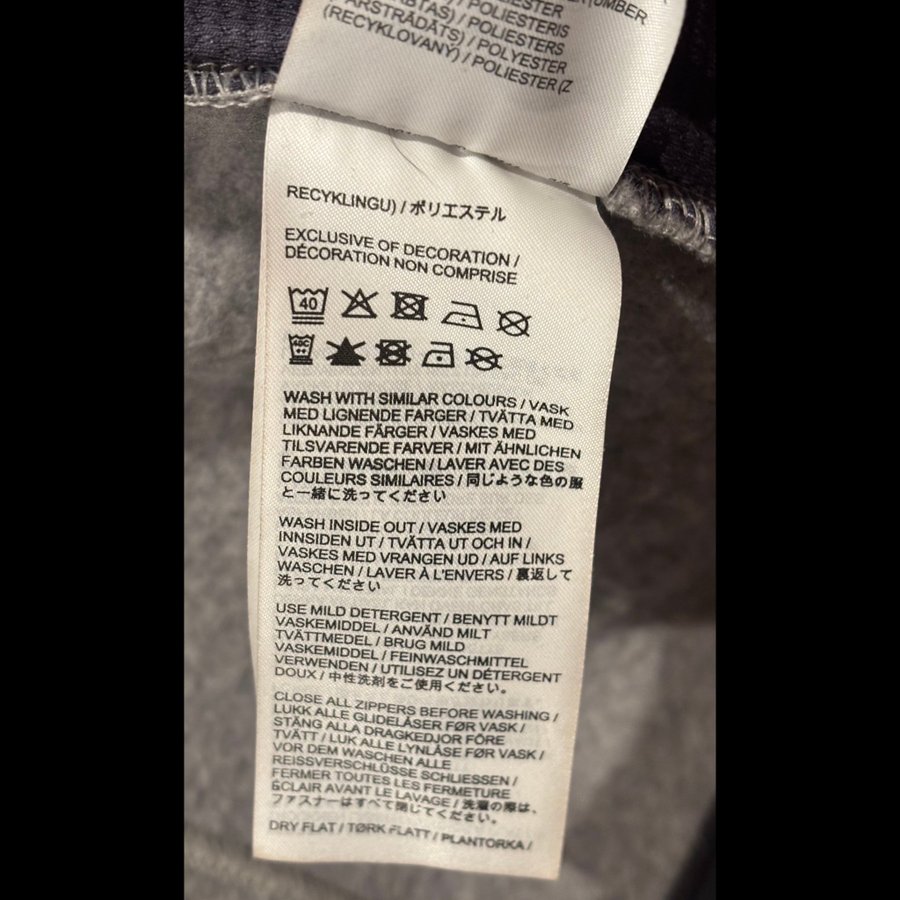 TUMBER
POLIESTER
ARBTAS) / POLIESTERIS
PĀRSTRĀDĀTS) / POLIESTERS
(RECYKLOVANÝ) / POLYESTER
POLIESTER (Z
RECYKLINGU) / ポリエステル
EXCLUSIVE OF DECORATION /
DÉCORATION NON COMPRISE
40
40C
WASH WITH SIMILAR COLOURS / VASK
MED LIGNENDE FARGER / TVÄTTA MED
LIKNANDE FÄRGER / VASKES MED
TILSVARENDE FARVER / MIT ÄHNLICHEN
FARBEN WASCHEN / LAVER AVEC DES
COULEURS SIMILAIRES / 同じような色の服
と一緒に洗ってください
WASH INSIDE OUT / VASKES MED
INNSIDEN UT / TVÄTTA UT OCH IN /
VASKES MED VRANGEN UD / AUF LINKS
WASCHEN / LAVER À L'ENVERS / 裏返して
洗ってください
USE MILD DETERGENT / BENYTT MILDT
VASKEMIDDEL / ANVÄND MILT
TVÄTTMEDEL / BRUG MILD
VASKEMIDDEL / FEINWASCHMITTEL
VERWENDEN / UTILISEZ UN DÉTERGENT
DOUX / 中性洗剤をご使用ください。
CLOSE ALL ZIPPERS BEFORE WASHING /
LUKK ALLE GLIDELÅSER FØR VASK /
STÄNG ALLA DRAGKEDJOR FÖRE
TVÄTT / LUK ALLE LYNLÅSE FØR VASK /
VOR DEM WASCHEN ALLE
REISSVERSCHLÜSSE SCHLIESSEN /
FERMER TOUTES LES FERMETURE
ÉCLAIR AVANT LE LAVAGE / 洗濯の際は、
ファスナーはすべて閉じてください。
DRY FLAT / TØRK FLATT / PLANTORKA /